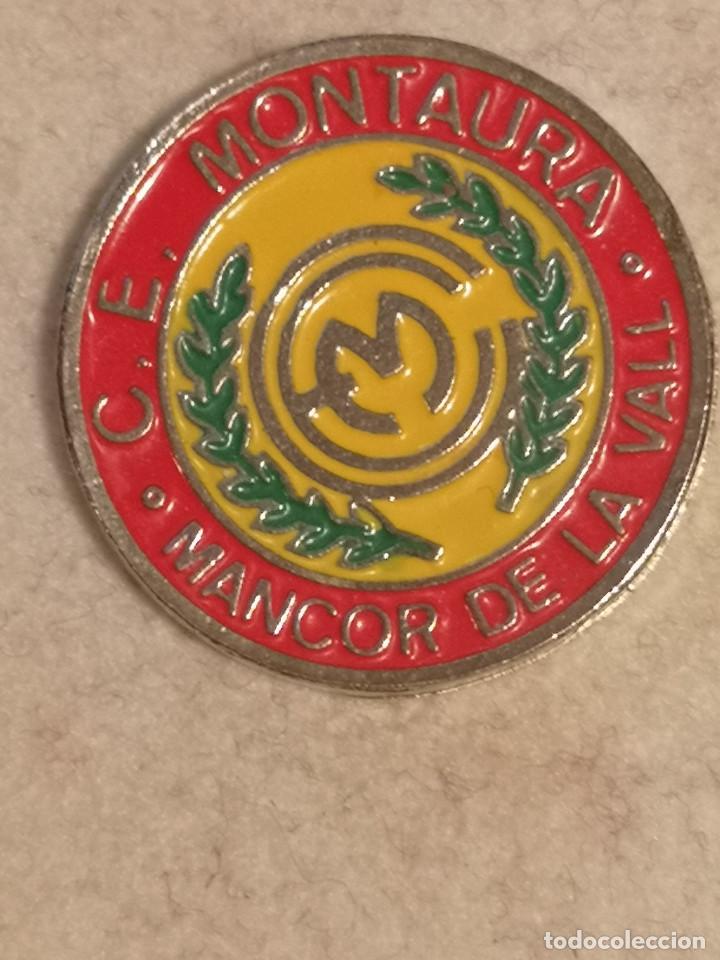 C.E. MONTAURA
MANCOR DE LA VALL
todocoleccion